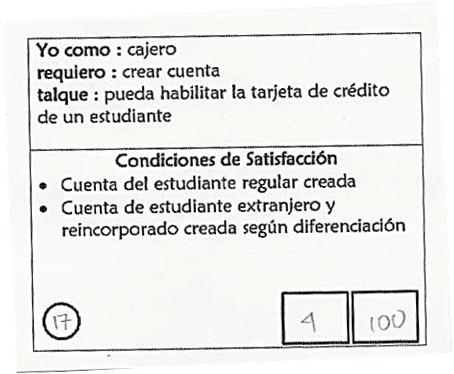 Yo como : cajero
requiero : crear cuenta
talque : pueda habilitar la tarjeta de crédito
de un estudiante
Condiciones de Satisfacción
• Cuenta del estudiante regular creada
• Cuenta de estudiante extranjero y
reincorporado creada según diferenciación
17
4
100